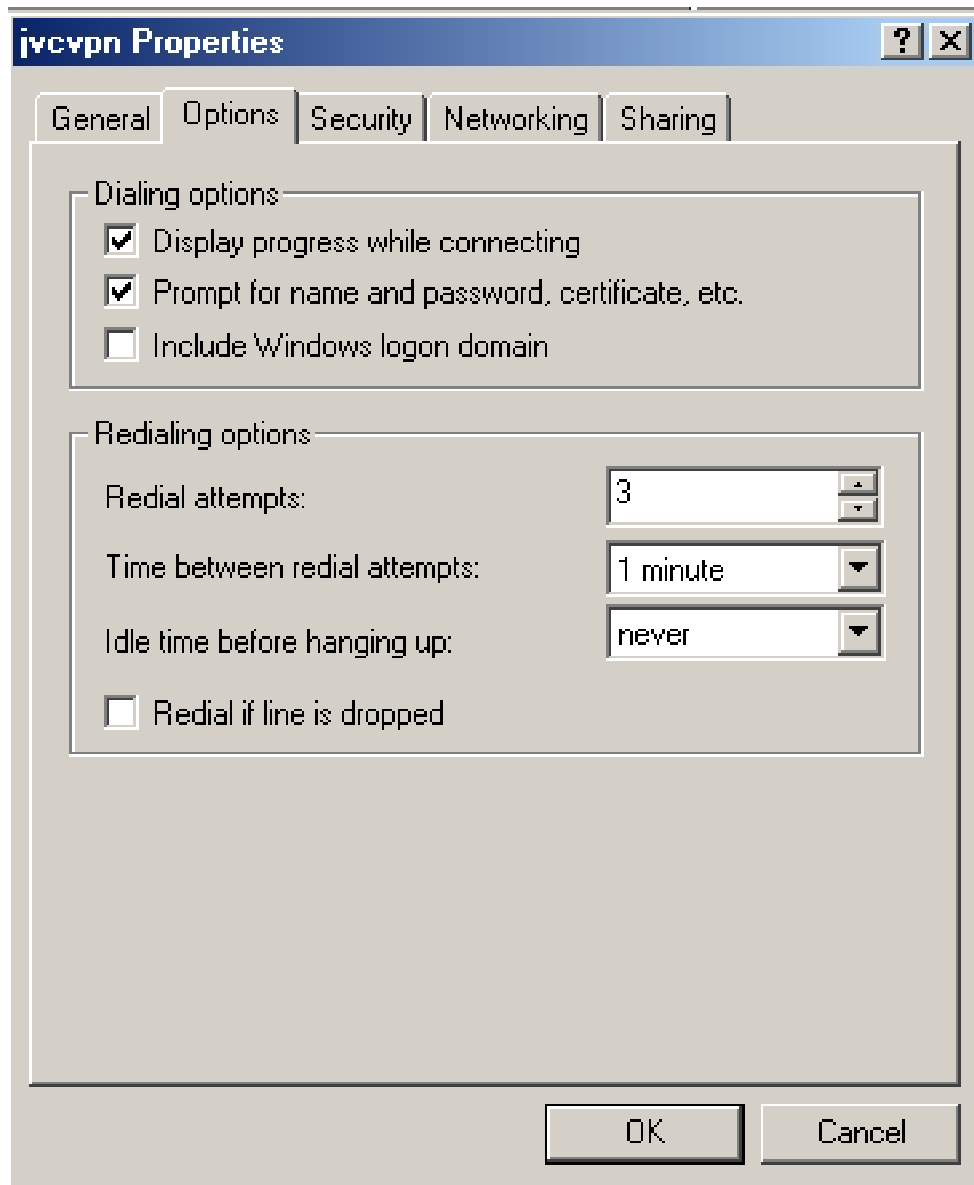 jvcvpn Properties
General Options Security Networking Sharing
Dialing options
Display progress while connecting
Prompt for name and password, certificate, etc.
Include Windows logon domain
Redialing options
Redial attempts: 3
Time between redial attempts: 1 minute
Idle time before hanging up: never
Redial if line is dropped
OK Cancel